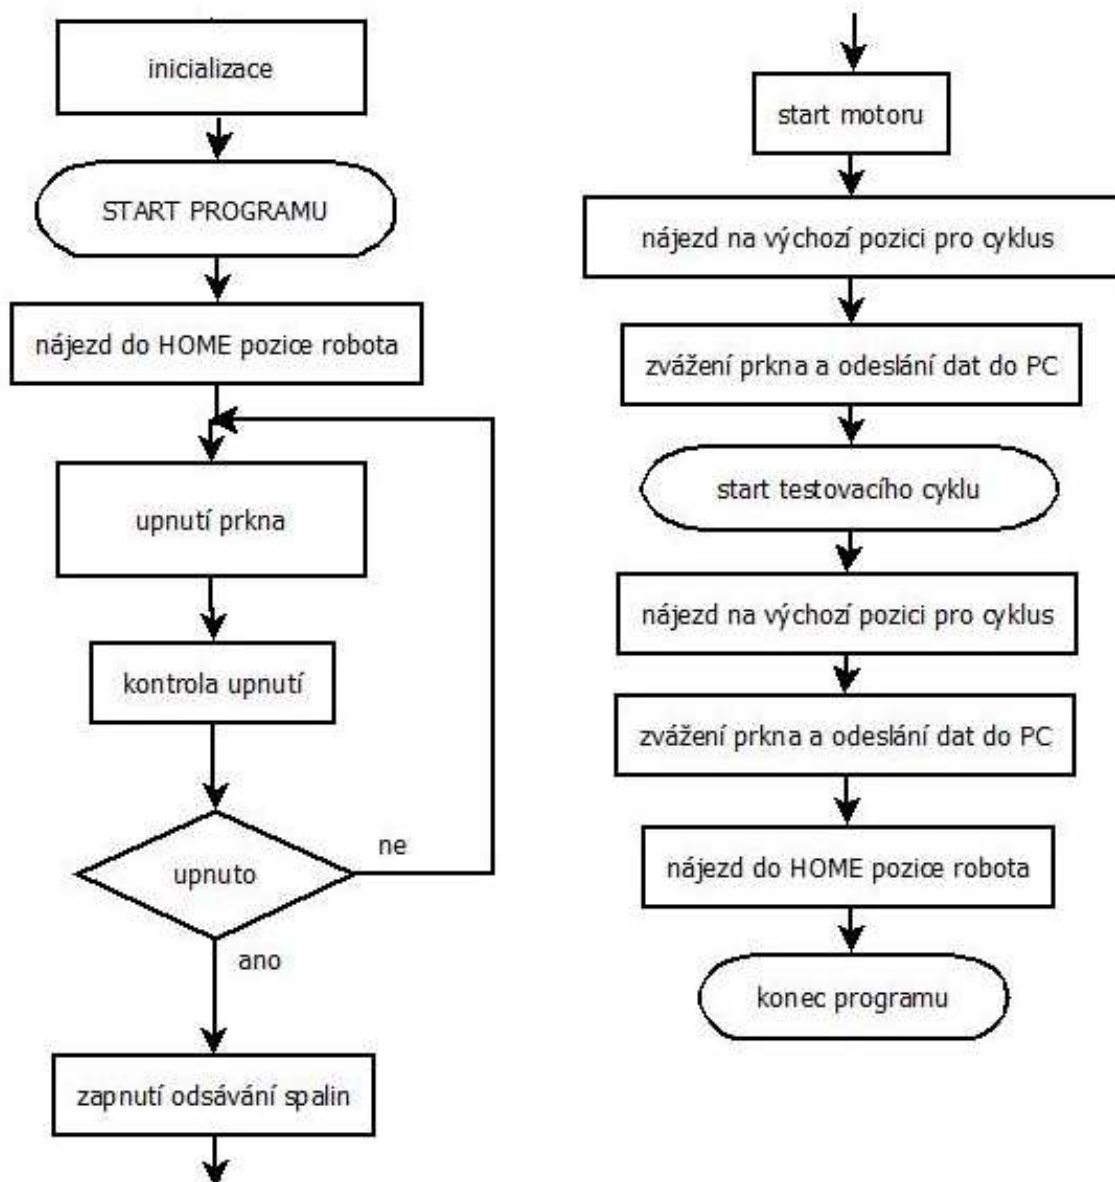 inicializace
START PROGRAMU
nájezd do HOME pozice robota
upnutí prkna
kontrola upnutí
upnuto
ne
ano
zapnutí odsávání spalin
start motoru
nájezd na výchozí pozici pro cyklus
zvážení prkna a odeslání dat do PC
start testovacího cyklu
nájezd na výchozí pozici pro cyklus
zvážení prkna a odeslání dat do PC
nájezd do HOME pozice robota
konec programu